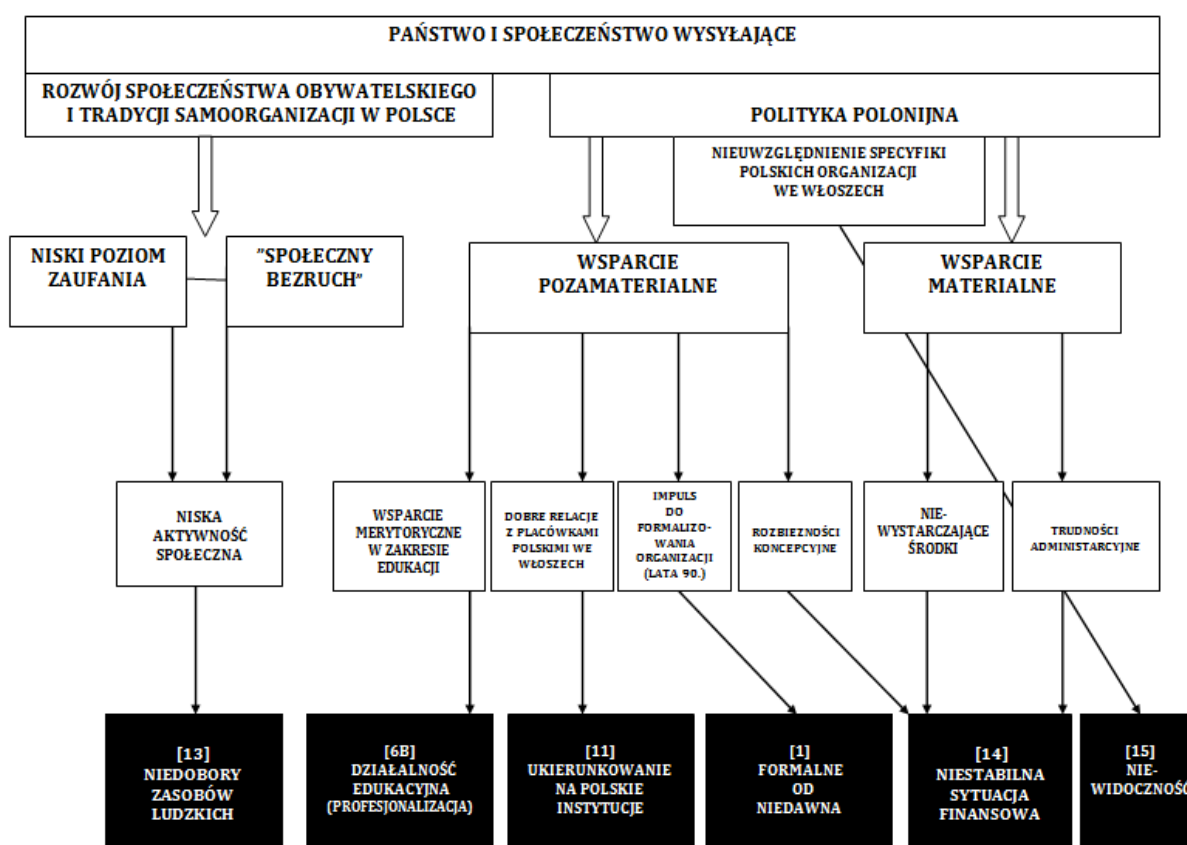 PAŃSTWO I SPOŁECZEŃSTWO WYSYŁAJĄCE
ROZWÓJ SPOŁECZEŃSTWA OBYWATELSKIEGO
I TRADYCJI SAMOORGANIZACJI W POLSCE
POLITYKA POLONIJNA
NIEUWZGLĘDNIENIE SPECYFIKI
POLSKICH ORGANIZACJI
WE WŁOSZECH
NISKI POZIOM
ZAUFANIA
”SPOŁECZNY
BEZRUCH”
WSPARCIE
POZAMATERIALNE
WSPARCIE
MATERIALNE
NISKA
AKTYWNOŚĆ
SPOŁECZNA
WSPARCIE
MERYTORYCZNE
W ZAKRESIE
EDUKACJI
DOBRE RELACJE
Z PLACÓWKAMI
POLSKIMI WE
WŁOSZECH
IMPULS
DO
FORMALIZO-
WANIA
ORGANIZACJI
(LATA 90.)
ROZBIEZNOŚCI
KONCEPCYJNE
NIE-
WYSTARCZAJĄCE
ŚRODKI
TRUDNOŚCI
ADMINISTARCYJNE
[13]
NIEDOBORY
ZASOBÓW
LUDZKICH
[6B]
DZIAŁALNOŚĆ
EDUKACYJNA
(PROFESJONALIZACJA)
[11]
UKIERUNKOWANIE
NA POLSKIE
INSTYTUCJE
[1]
FORMALNE
OD
NIEDAWNA
[14]
NIESTABILNA
SYTUACJA
FINANSOWA
[15]
NIE-
WIDOCZNOŚĆ